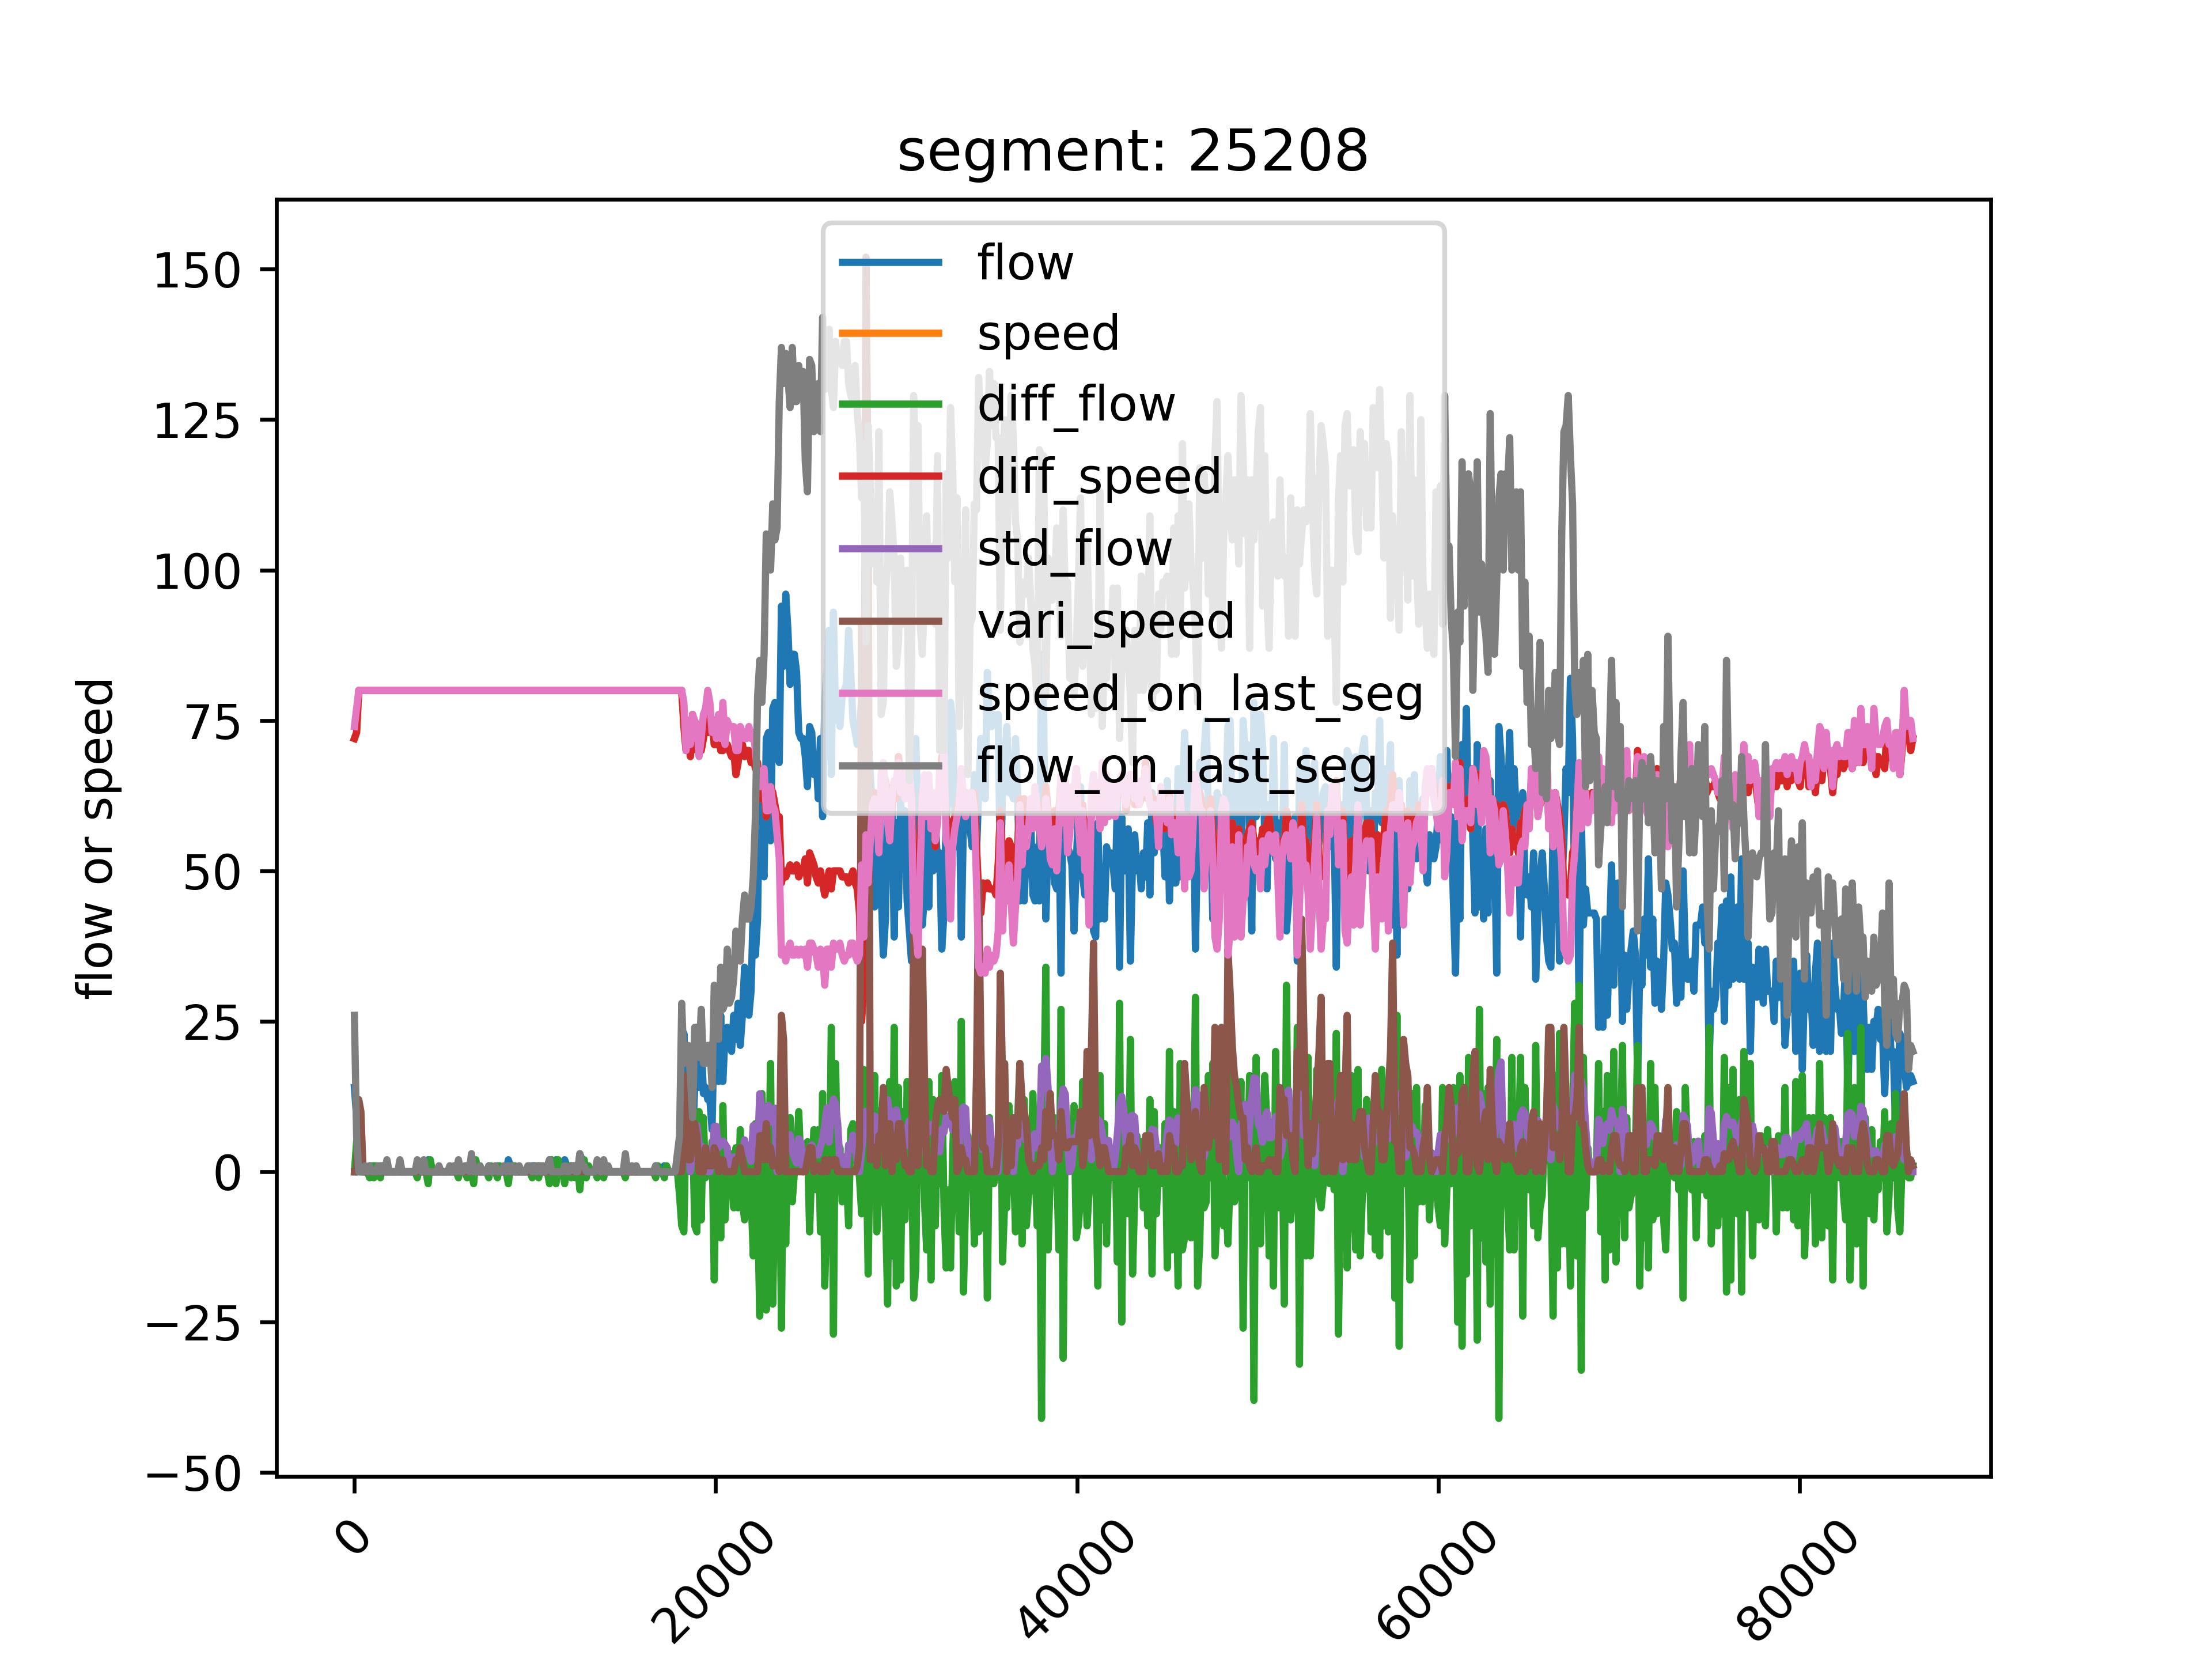 segment: 25208
150
125
100
75
50
25
0
−25
−50
flow or speed
flow
speed
diff_flow
diff_speed
std_flow
vari_speed
speed_on_last_seg
flow_on_last_seg
0
20000
40000
60000
80000